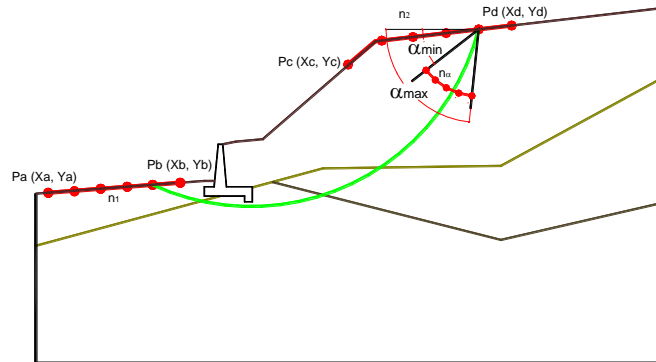 n2
Pd (Xd, Yd)
Pc (Xc, Yc)
αmin
nα
αmax
Pb (Xb, Yb)
Pa (Xa, Ya)
n1